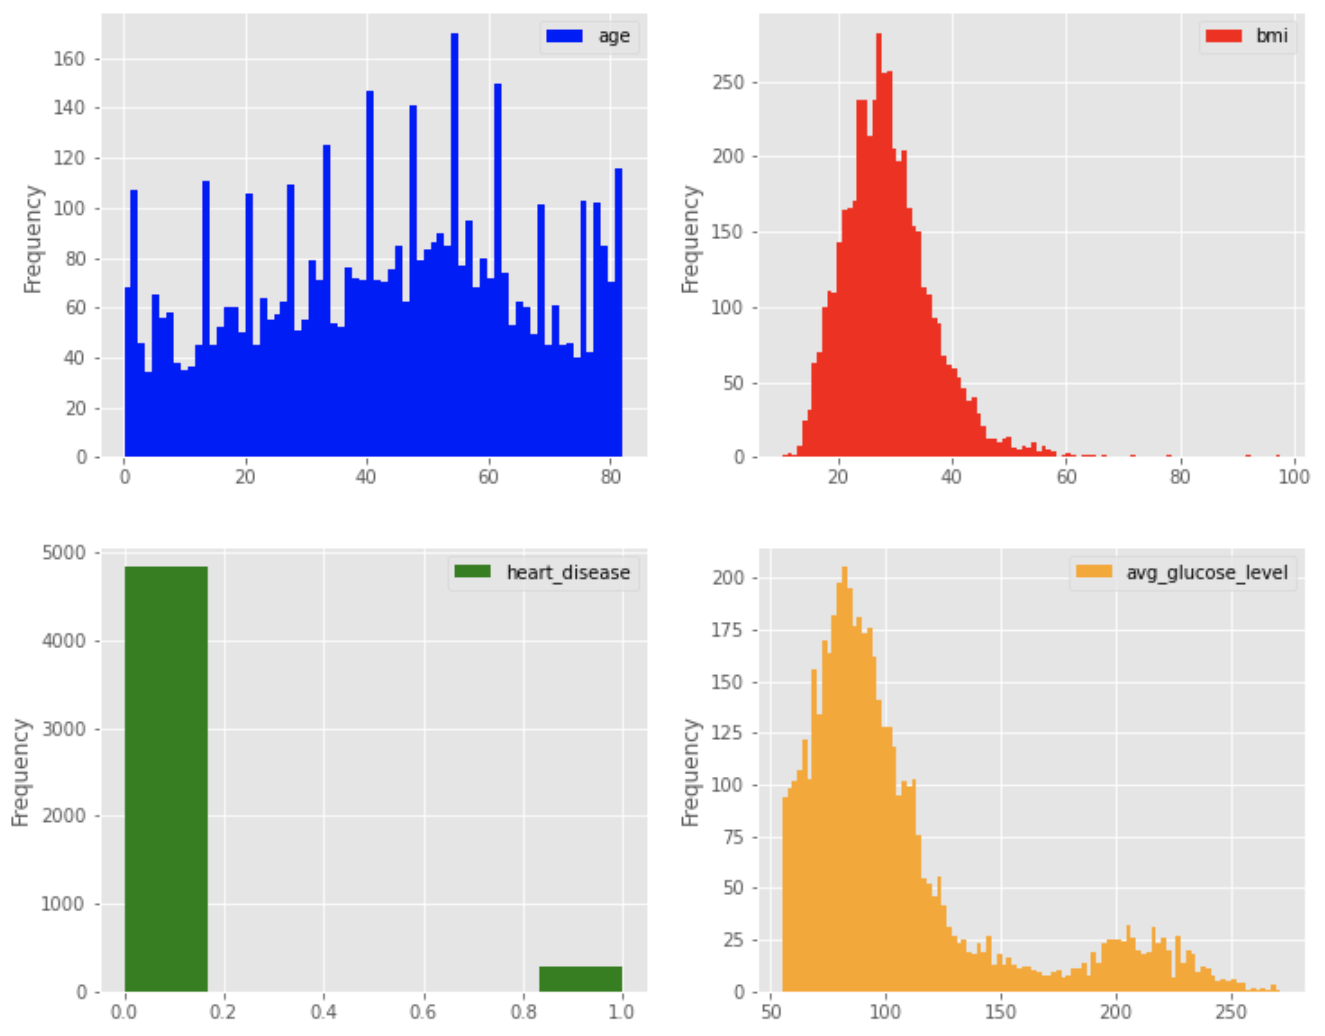 age
160
140
120
100
80
60
40
20
0
Frequency
0 20 40 60 80
bmi
250
200
150
100
50
0
Frequency
20 40 60 80 100
heart_disease
5000
4000
3000
2000
1000
0
Frequency
0.0 0.2 0.4 0.6 0.8 1.0
avg_glucose_level
200
175
150
125
100
75
50
25
0
Frequency
50 100 150 200 250